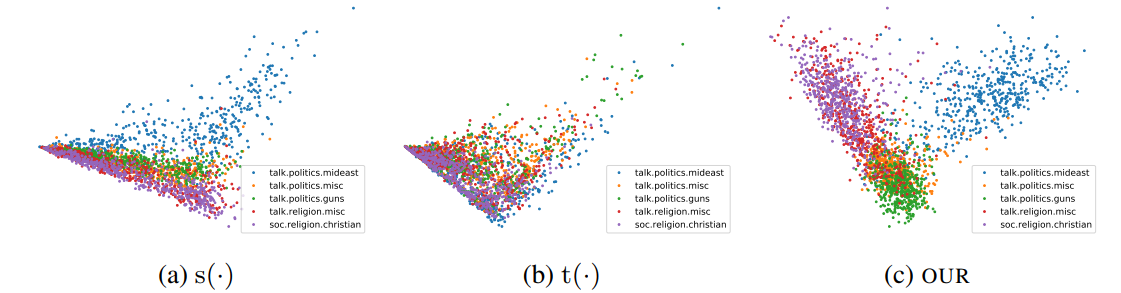 talk.politics.mideast
talk.politics.misc
talk.politics.guns
talk.religion.misc
soc.religion.christian
talk.politics.mideast
talk.politics.misc
talk.politics.guns
talk.religion.misc
soc.religion.christian
talk.politics.mideast
talk.politics.misc
talk.politics.guns
talk.religion.misc
soc.religion.christian
(a) s(·)
(b) t(·)
(c) OUR